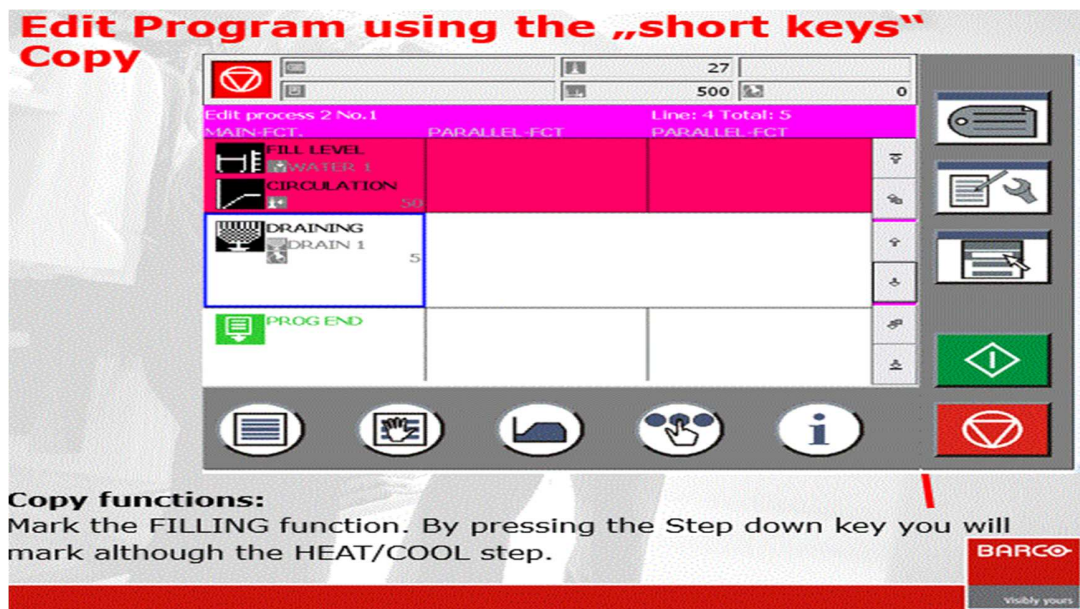 Edit Program using the „short keys“
Copy
27
500 0
Edit process 2 No.1 Line: 4 Total: 5
MAIN-FCT. PARALLEL-FCT PARALLEL-FCT
FILL LEVEL
WATER 1
CIRCULATION
50
DRAINING
DRAIN 1
5
PROG END
i
Copy functions:
Mark the FILLING function. By pressing the Step down key you will
mark although the HEAT/COOL step.
BARCO
Visibly yours